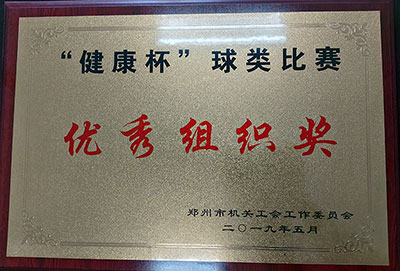 “健康杯”球类比赛
优秀组织奖
郑州市机关工会工作委员会
二〇一九年五月